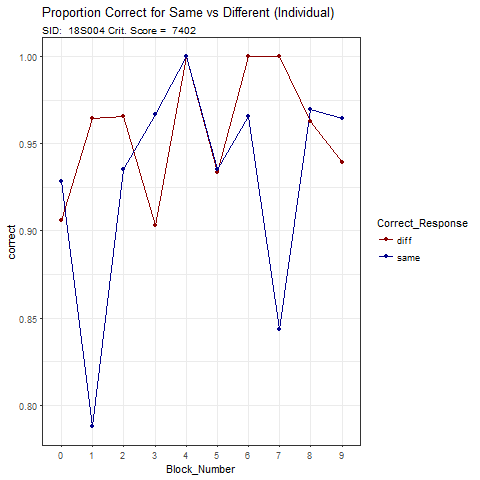 Proportion Correct for Same vs Different (Individual)
SID:  18S004 Crit. Score =  7402
1.00
0.95
0.90
0.85
0.80
correct
0 1 2 3 4 5 6 7 8 9
Block_Number
Correct_Response
diff
same